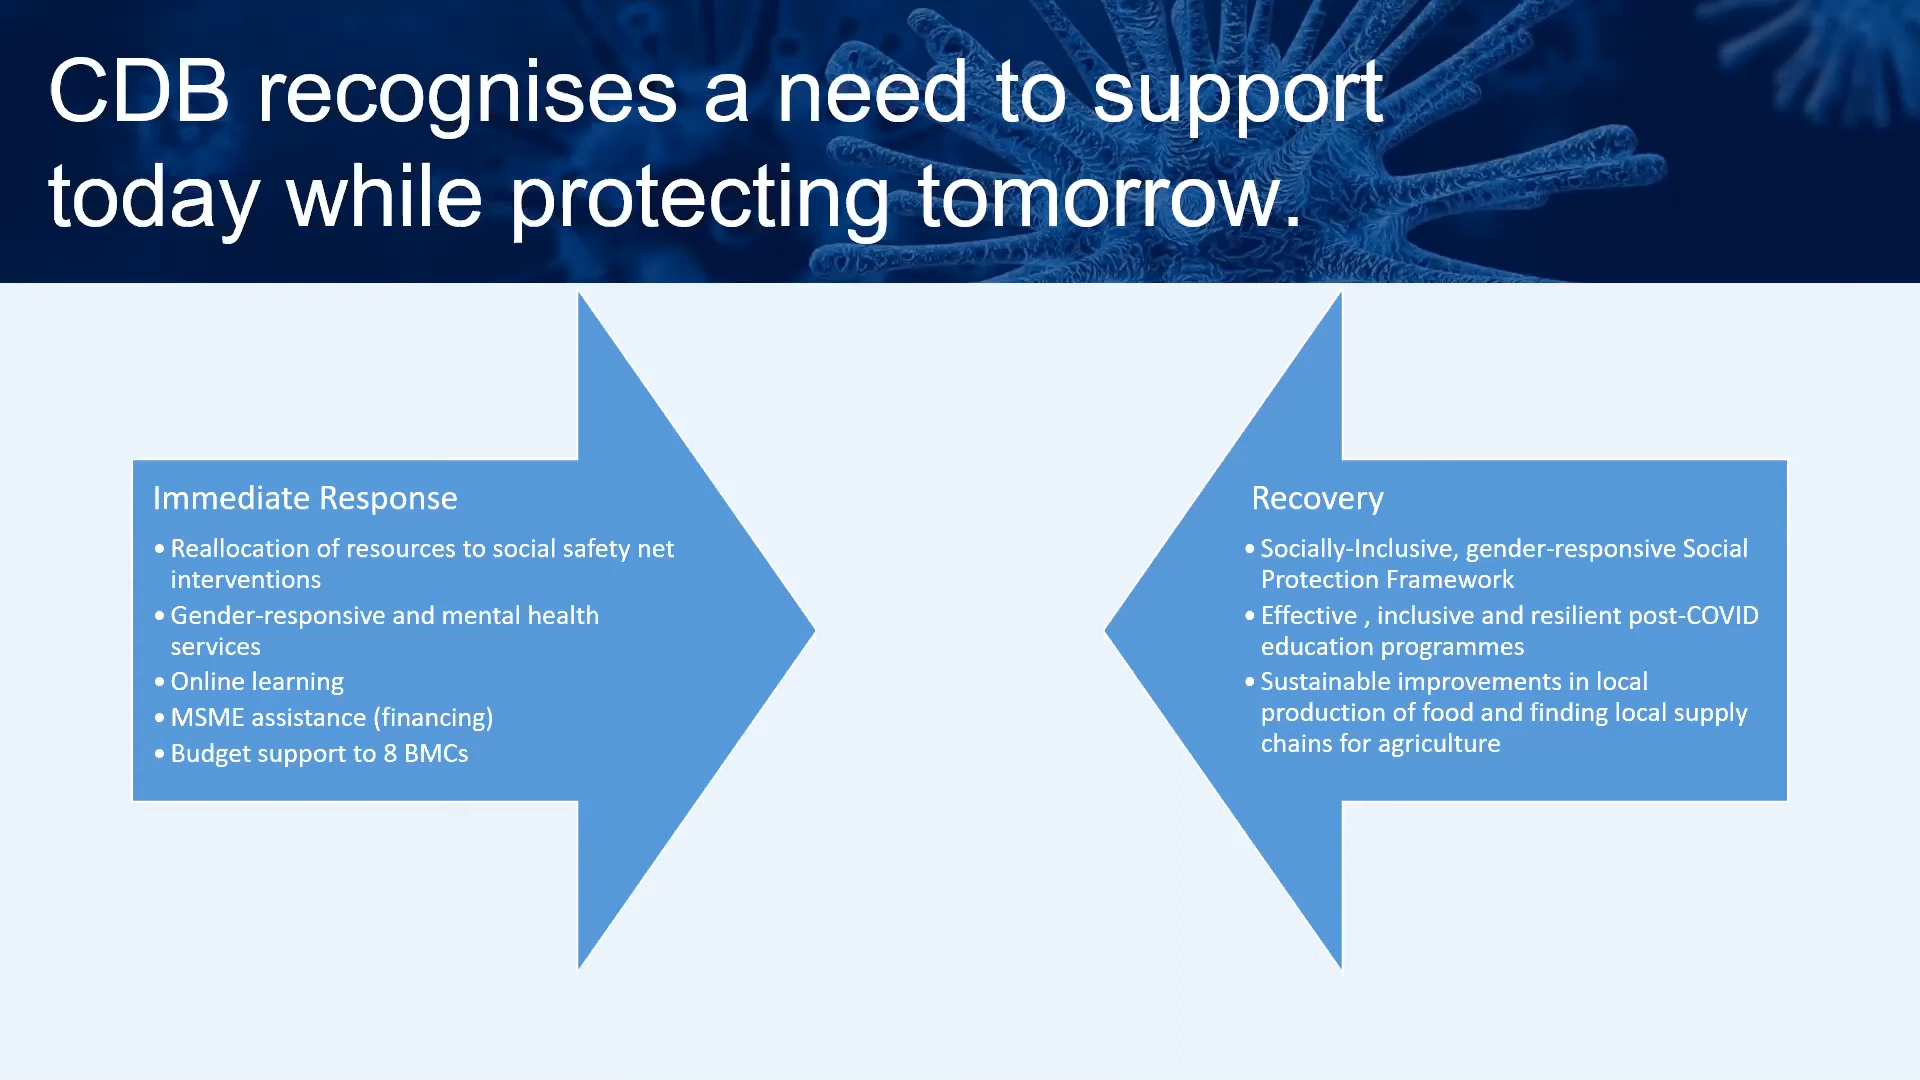 CDB recognises a need to support
today while protecting tomorrow.
Immediate Response
• Reallocation of resources to social safety net
interventions
• Gender-responsive and mental health
services
• Online learning
• MSME assistance (financing)
• Budget support to 8 BMCs
Recovery
• Socially-Inclusive, gender-responsive Social
Protection Framework
• Effective , inclusive and resilient post-COVID
education programmes
• Sustainable improvements in local
production of food and finding local supply
chains for agriculture